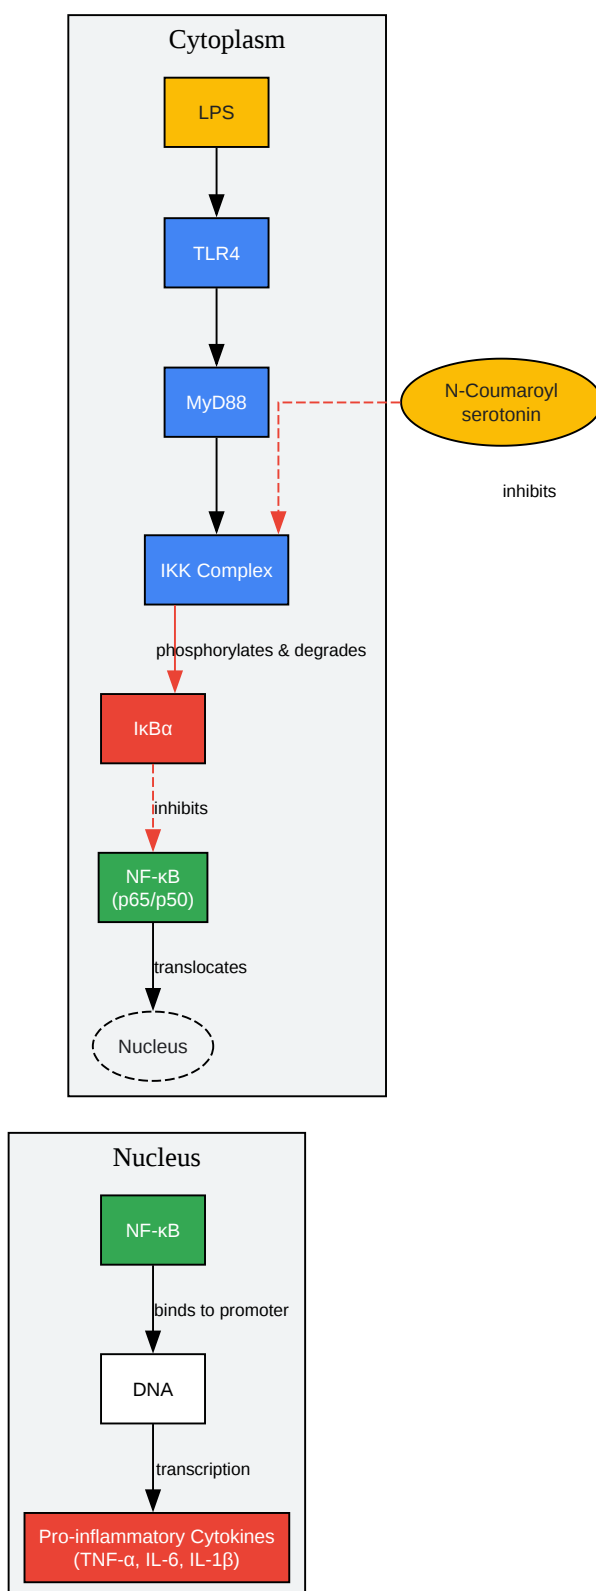 Cytoplasm
LPS
TLR4
MyD88
N-Coumaroyl
serotonin
inhibits
IKK Complex
phosphorylates & degrades
IκBα
inhibits
NF-κB
(p65/p50)
translocates
Nucleus
Nucleus
NF-κB
binds to promoter
DNA
transcription
Pro-inflammatory Cytokines
(TNF-α, IL-6, IL-1β)